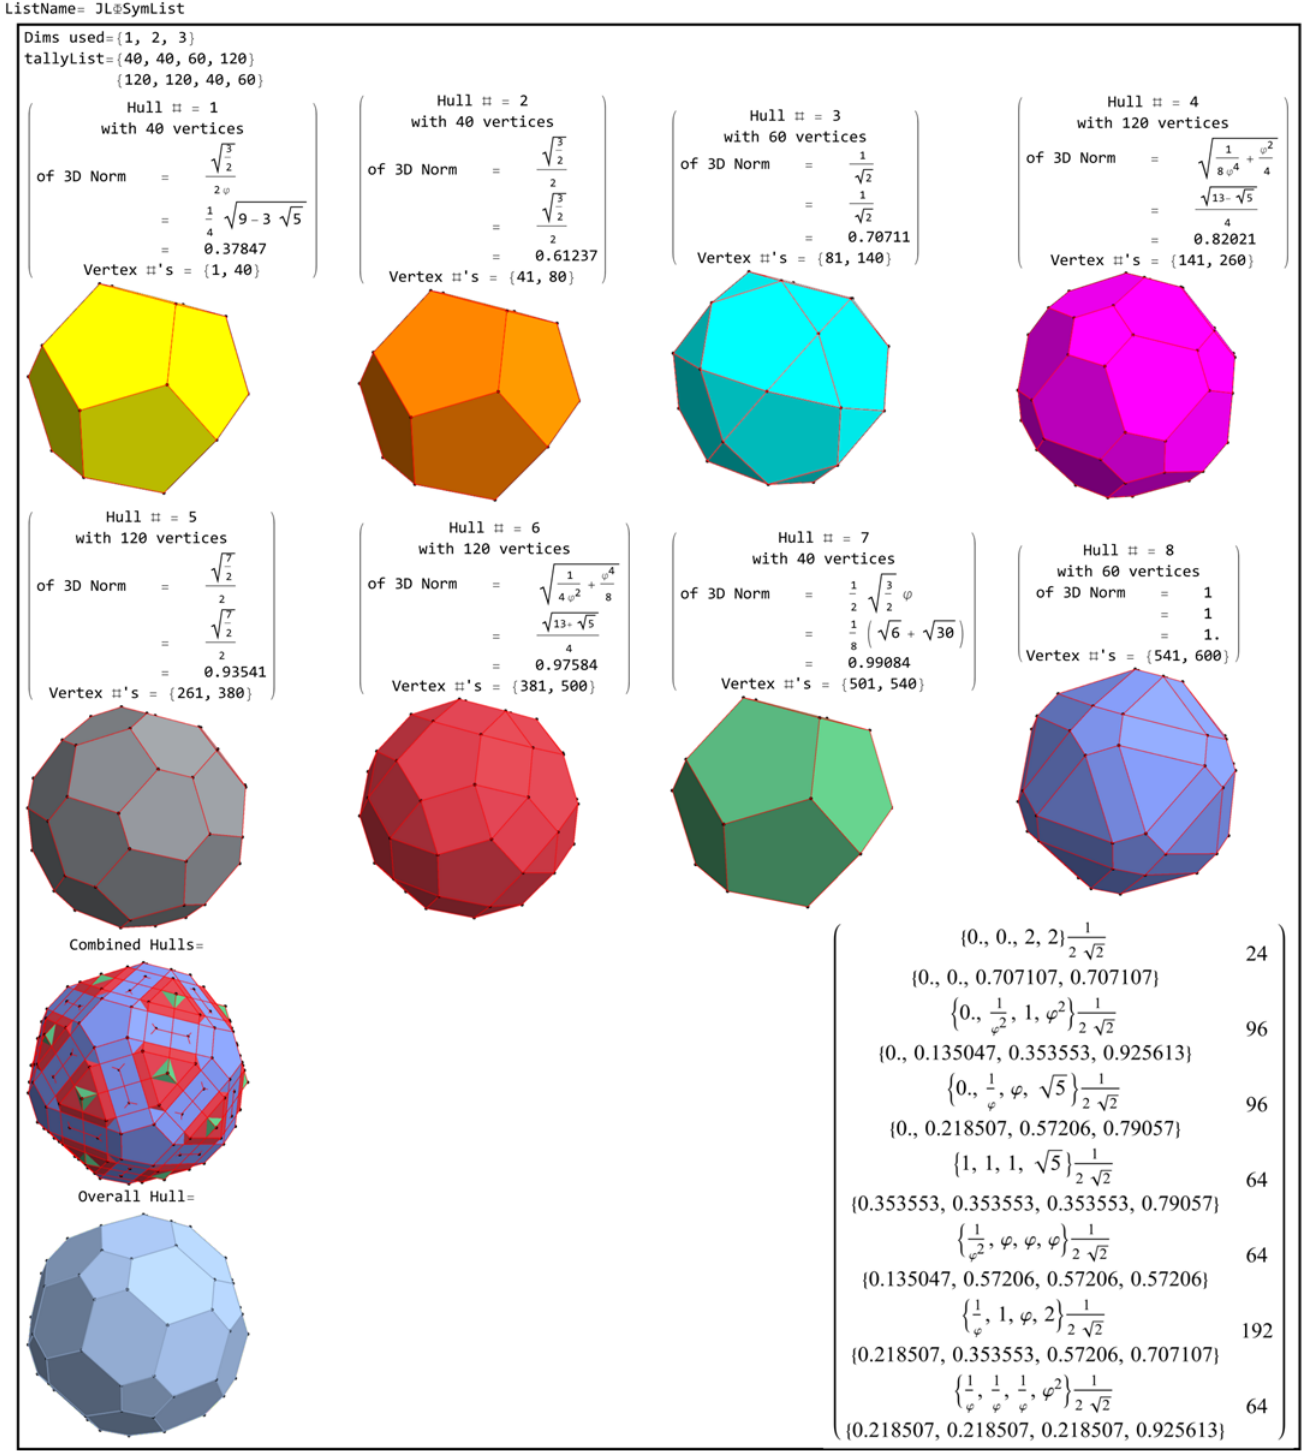 ListName= JLΦSymList
Dims used={1, 2, 3}
tallyList={40, 40, 60, 120}
{120, 120, 40, 60}
Hull ♯ = 1
with 40 vertices
of 3D Norm = √(3/2)/(2 φ)
= 1/4 √(9-3 √5)
= 0.37847
Vertex ♯'s = {1, 40}
Hull ♯ = 2
with 40 vertices
of 3D Norm = √(3/2)/2
= √(3/2)/2
= 0.61237
Vertex ♯'s = {41, 80}
Hull ♯ = 3
with 60 vertices
of 3D Norm = 1/√2
= 1/√2
= 0.70711
Vertex ♯'s = {81, 140}
Hull ♯ = 4
with 120 vertices
of 3D Norm = √(1/(8 φ^4) + φ^2/4)
= √(13-√5)/4
= 0.82021
Vertex ♯'s = {141, 260}
Hull ♯ = 5
with 120 vertices
of 3D Norm = √(7/2)/2
= √(7/2)/2
= 0.93541
Vertex ♯'s = {261, 380}
Hull ♯ = 6
with 120 vertices
of 3D Norm = √(1/(4 φ^2) + φ^4/8)
= √(13+√5)/4
= 0.97584
Vertex ♯'s = {381, 500}
Hull ♯ = 7
with 40 vertices
of 3D Norm = 1/2 √(3/2) φ
= 1/8 (√6 + √30)
= 0.99084
Vertex ♯'s = {501, 540}
Hull ♯ = 8
with 60 vertices
of 3D Norm = 1
= 1
= 1.
Vertex ♯'s = {541, 600}
Combined Hulls=
Overall Hull=
{0., 0., 2, 2} 1/(2 √2) 24
{0., 0., 0.707107, 0.707107}
{0., 1/φ^2, 1, φ^2} 1/(2 √2) 96
{0., 0.135047, 0.353553, 0.925613}
{0., 1/φ, φ, √5} 1/(2 √2) 96
{0., 0.218507, 0.57206, 0.79057}
{1, 1, 1, √5} 1/(2 √2) 64
{0.353553, 0.353553, 0.353553, 0.79057}
{1/φ^2, φ, φ, φ} 1/(2 √2) 64
{0.135047, 0.57206, 0.57206, 0.57206}
{1/φ, 1, φ, 2} 1/(2 √2) 192
{0.218507, 0.353553, 0.57206, 0.707107}
{1/φ, 1/φ, 1/φ, φ^2} 1/(2 √2) 64
{0.218507, 0.218507, 0.218507, 0.925613}